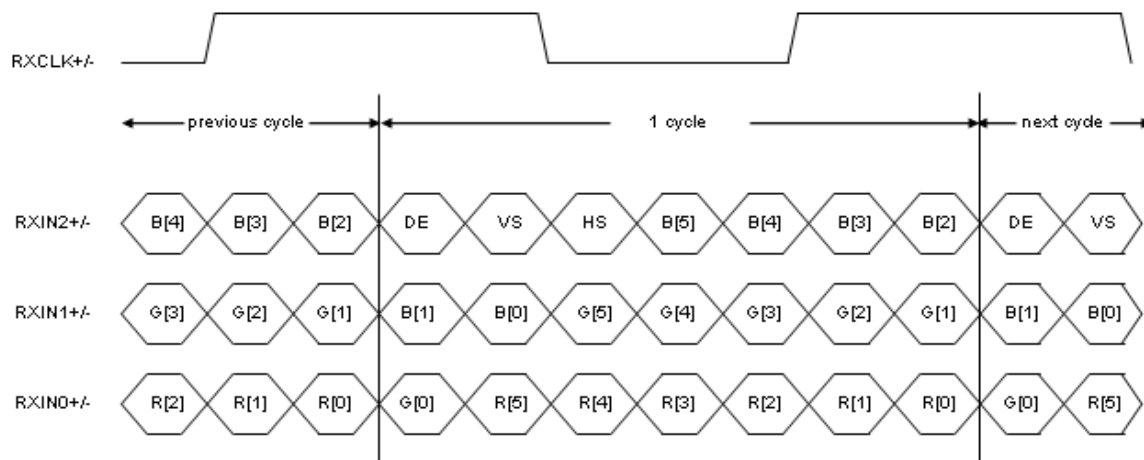 RXCLK+/-
previous cycle 1 cycle next cycle
RXIN2+/- B[4] B[3] B[2] DE VS HS B[5] B[4] B[3] B[2] DE VS
RXIN1+/- G[3] G[2] G[1] B[1] B[0] G[5] G[4] G[3] G[2] G[1] B[1] B[0]
RXIN0+/- R[2] R[1] R[0] G[0] R[5] R[4] R[3] R[2] R[1] R[0] G[0] R[5]